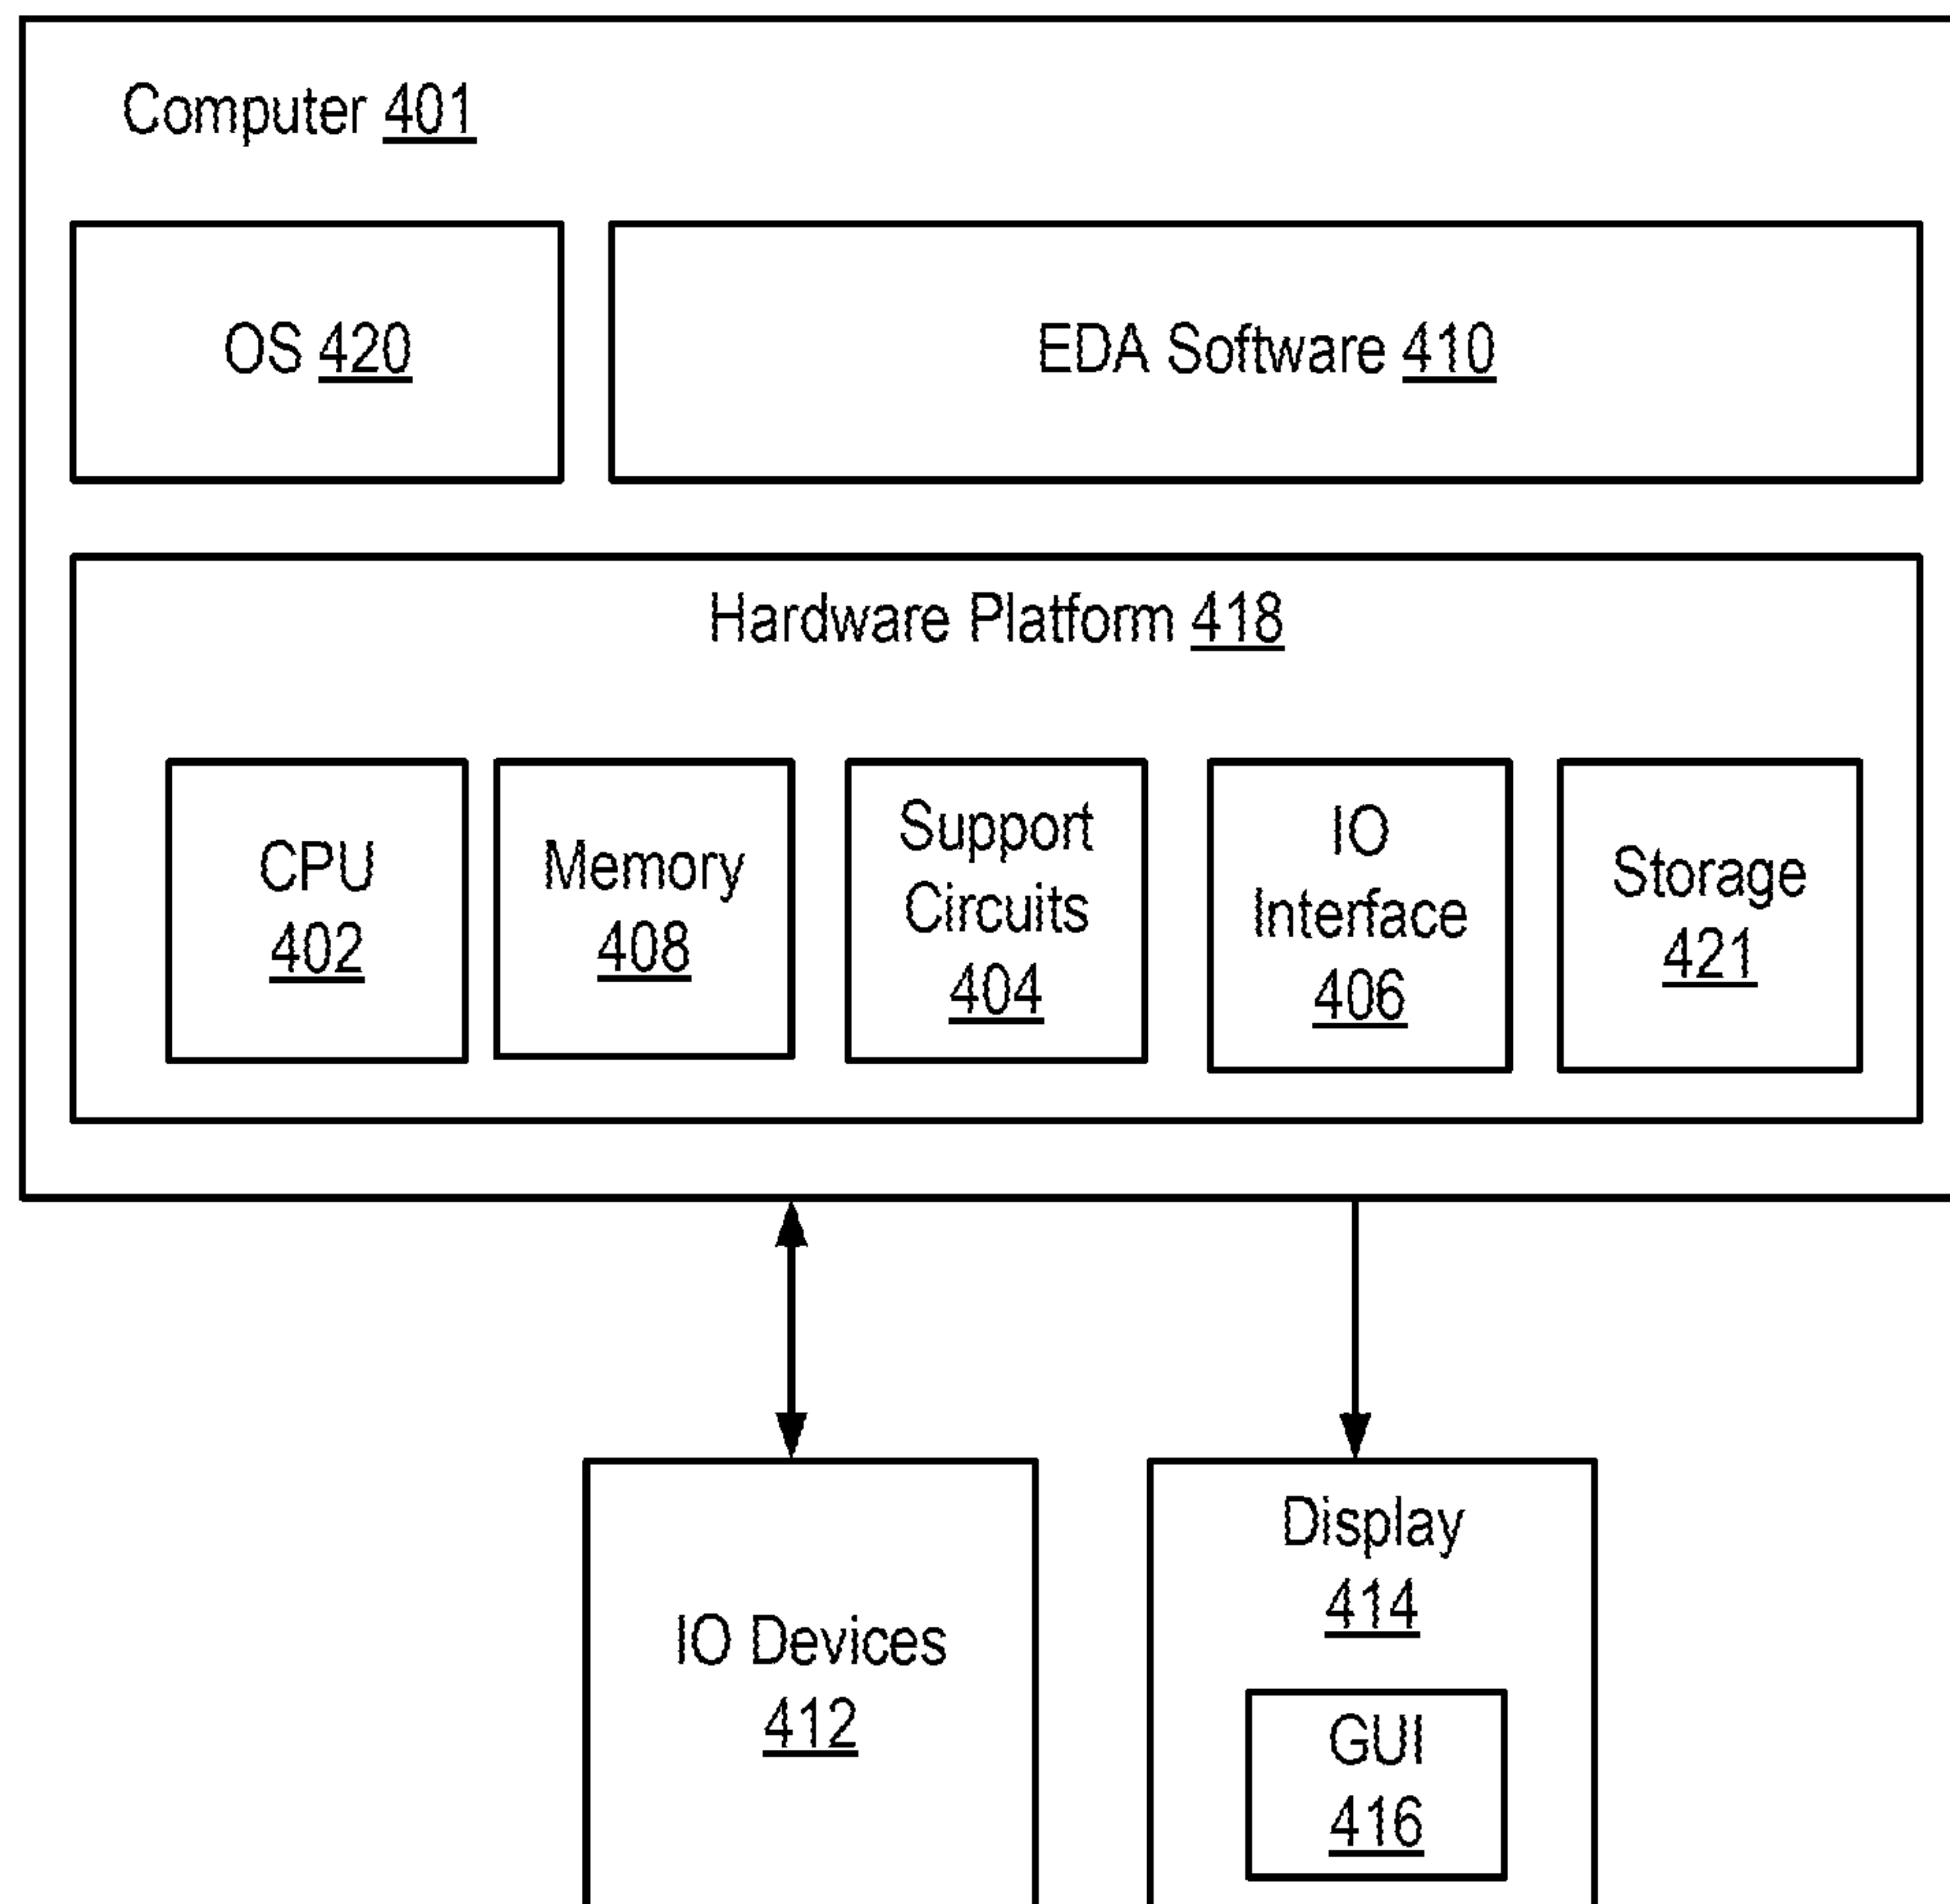 Computer 401
OS 420
EDA Software 410
Hardware Platform 418
CPU
402
Memory
408
Support
Circuits
404
IO
Interface
406
Storage
421
IO Devices
412
Display
414
GUI
416